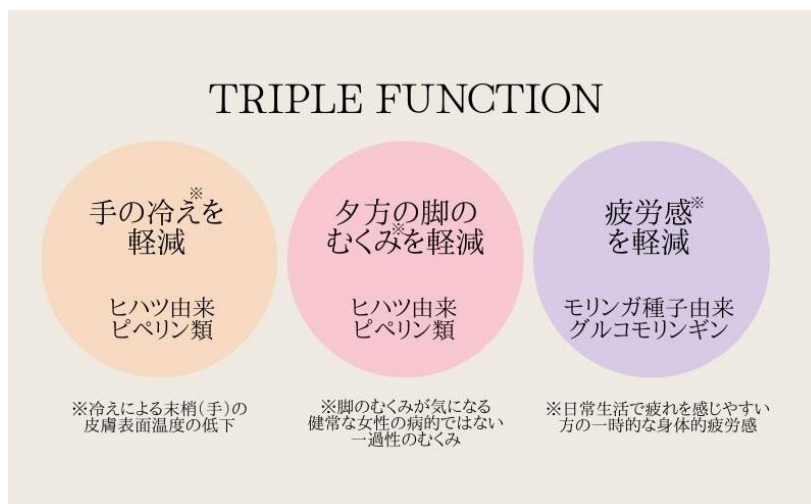 TRIPLE FUNCTION
手の冷え※を
軽減
ヒハツ由来
ピペリン類
※冷えによる末梢(手)の
皮膚表面温度の低下
夕方の脚の
むくみ※を軽減
ヒハツ由来
ピペリン類
※脚のむくみが気になる
健常な女性の病的ではない
一過性のむくみ
疲労感※
を軽減
モリンガ種子由来
グルコモリンギン
※日常生活で疲れを感じやすい
方の一時的な身体的疲労感